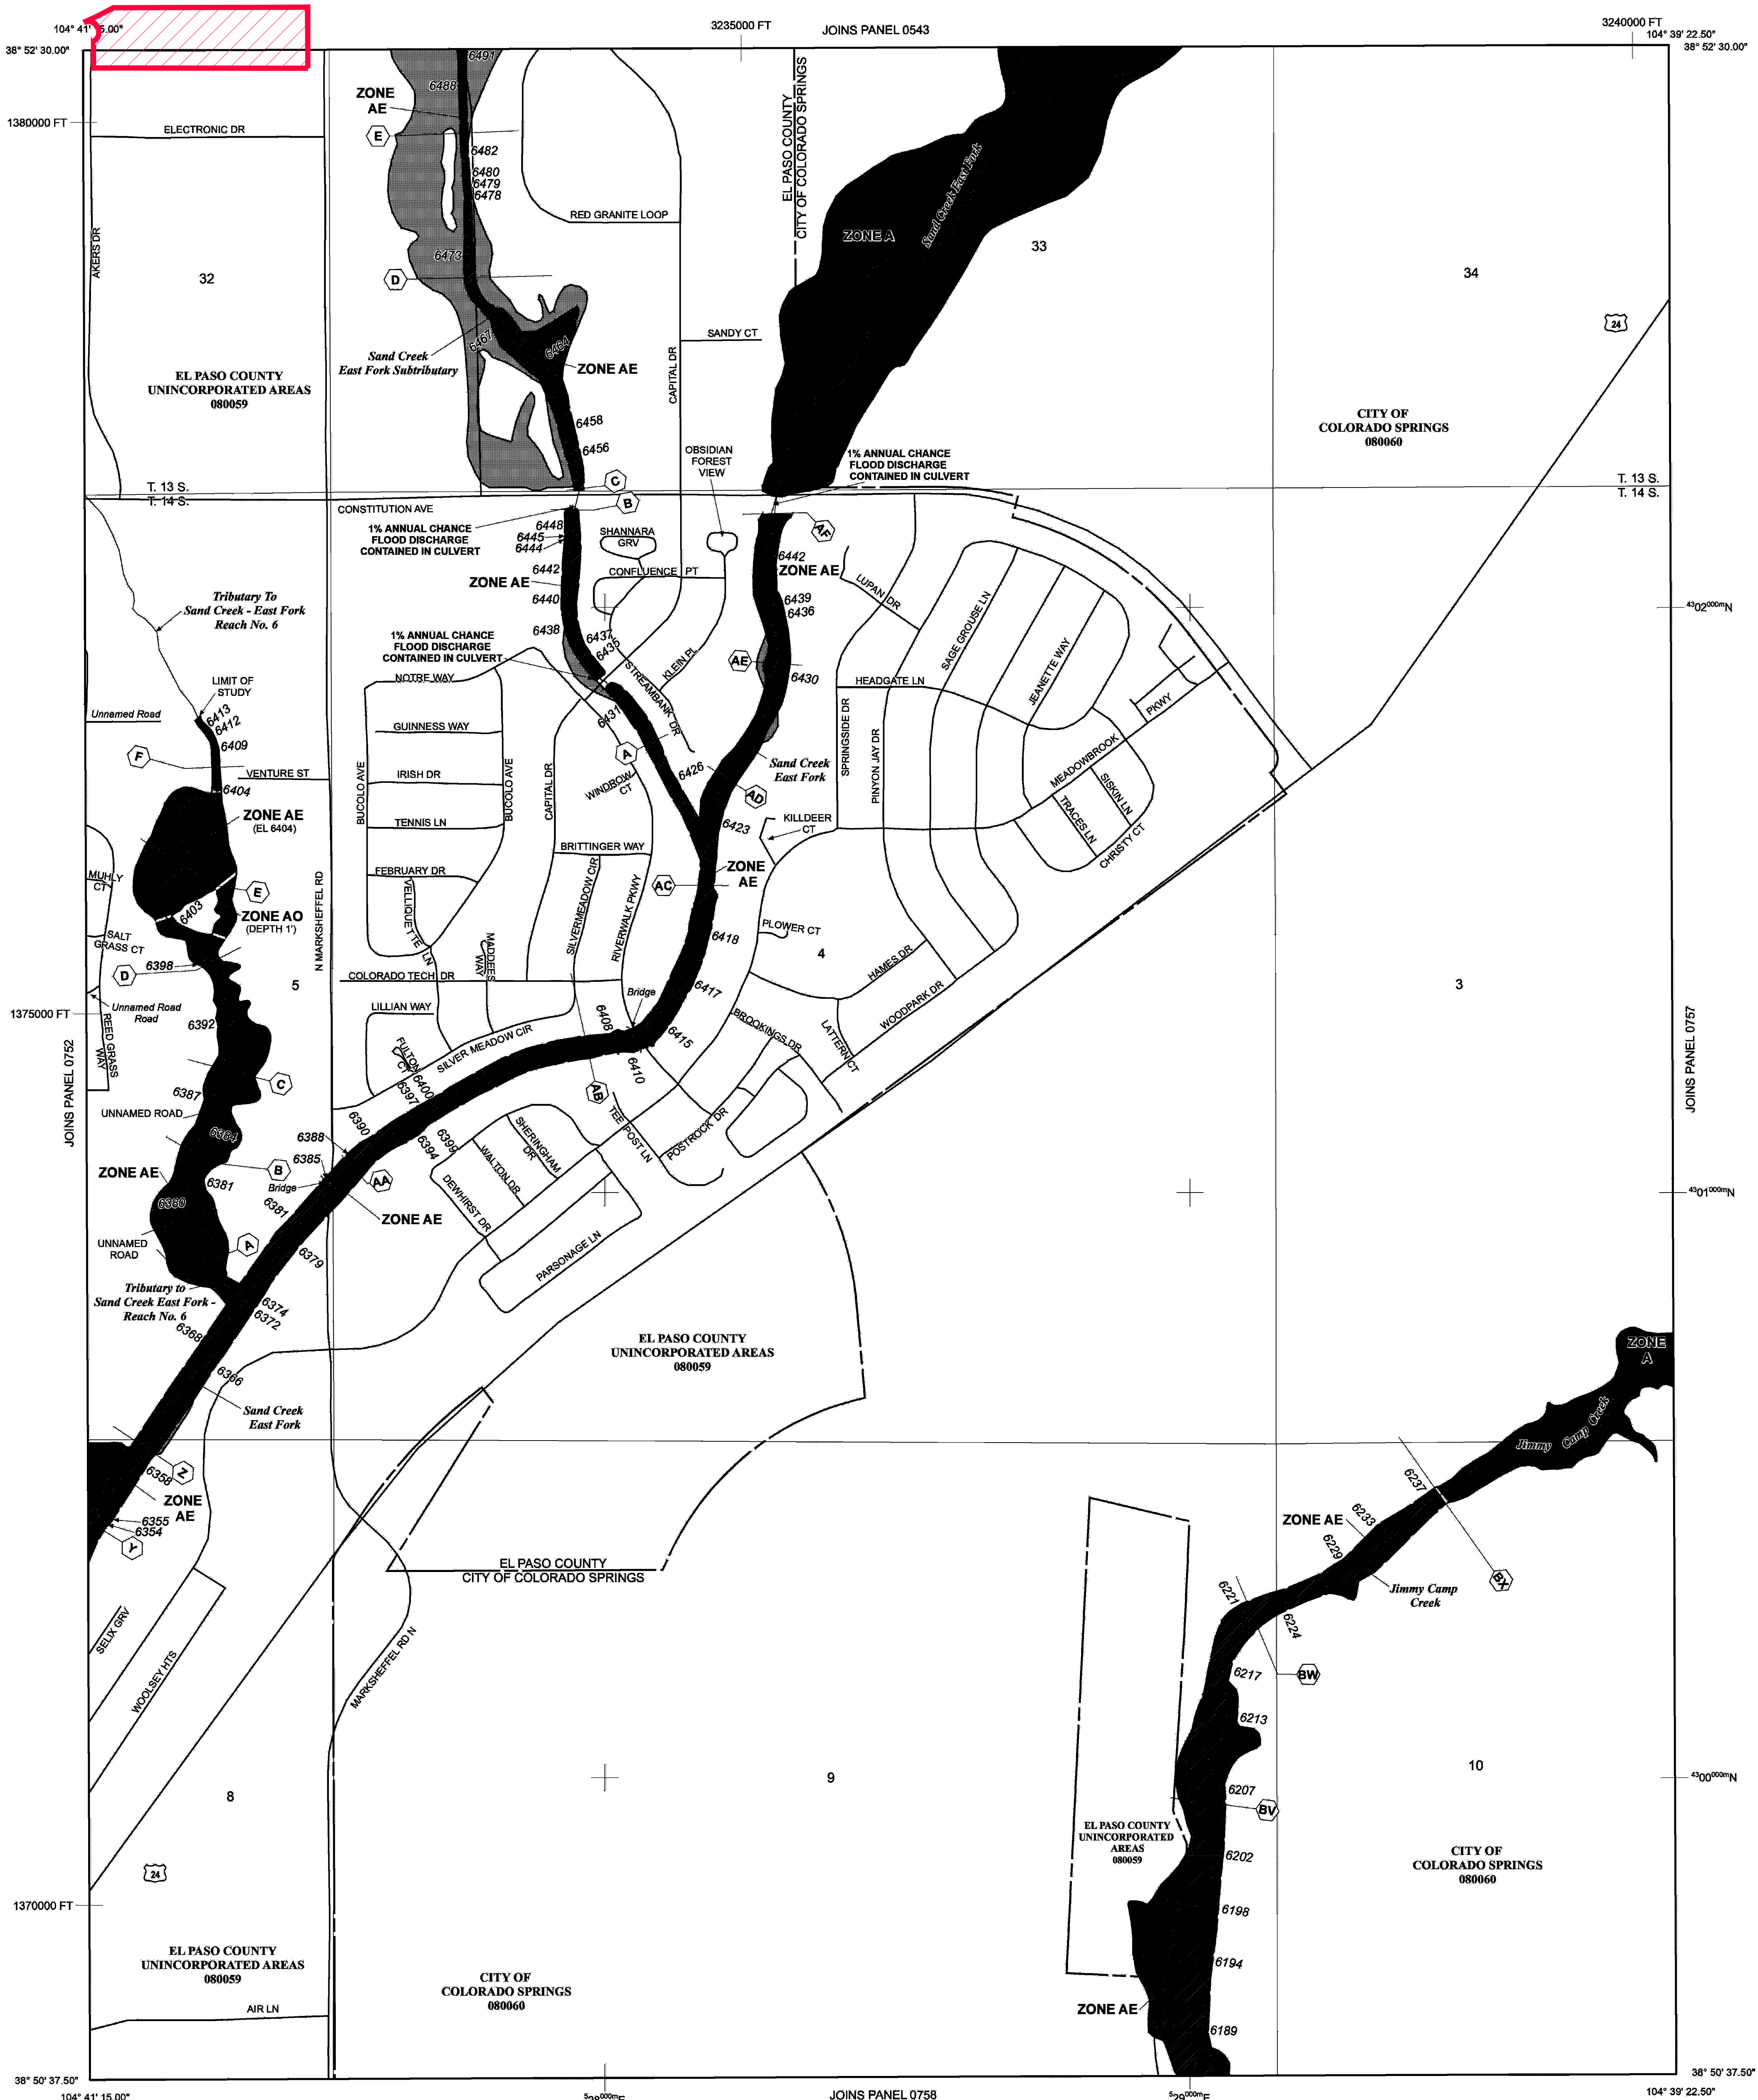 3235000 FT
JOINS PANEL 0543
3240000 FT
104° 39' 22.50"
38° 52' 30.00"
38° 52' 30.00"
1380000 FT
ELECTRONIC DR
AKERS DR
32
EL PASO COUNTY
UNINCORPORATED AREAS
080059
ZONE
AE
E
6491
6488
6482
6480
6479
6478
6473
D
RED GRANITE LOOP
Sand Creek
East Fork Subtributary
6467
6464
ZONE AE
6458
6456
CAPITAL DR
SANDY CT
EL PASO COUNTY
CITY OF COLORADO SPRINGS
ZONE A
Sand Creek East Fork
33
34
24
CITY OF
COLORADO SPRINGS
080060
OBSIDIAN
FOREST
VIEW
1% ANNUAL CHANCE
FLOOD DISCHARGE
CONTAINED IN CULVERT
T. 13 S.
T. 14 S.
T. 13 S.
T. 14 S.
C
B
CONSTITUTION AVE
1% ANNUAL CHANCE
FLOOD DISCHARGE
CONTAINED IN CULVERT
6448
6445
6444
6442
ZONE AE
6440
6438
6437
6435
SHANNARA
GRV
CONFLUENCE PT
AF
6442
ZONE AE
6439
6436
AE
6430
LUPAN DR
SAGE GROUSE LN
JEANETTE WAY
4302000mN
Tributary To
Sand Creek - East Fork
Reach No. 6
1% ANNUAL CHANCE
FLOOD DISCHARGE
CONTAINED IN CULVERT
NOTRE WAY
STREAMBANK DR
KLEIN PL
HEADGATE LN
PKWY
MEADOWBROOK
LIMIT OF
STUDY
Unnamed Road
6413
6412
6409
F
VENTURE ST
6404
ZONE AE
(EL 6404)
GUINNESS WAY
IRISH DR
TENNIS LN
FEBRUARY DR
BUCOLO AVE
BUCOLO AVE
CAPITAL DR
6431
A
WINDBOW
CT
6426
Sand Creek
East Fork
AD
SPRINGSIDE DR
PINYON JAY DR
SISKIN LN
TRACES LN
CHRISTY CT
KILLDEER
CT
6423
ZONE
AE
AC
BRITTINGER WAY
SILVERMEADOW CIR
RIVERWALK PKWY
VELLIQUETTE LN
MADDEES
WAY
COLORADO TECH DR
LILLIAN WAY
MUHLY
CT
E
6403
ZONE AO
(DEPTH 1')
N MARKSHEFFEL RD
SALT
GRASS CT
6398
D
5
Unnamed Road
Road
REED GRASS
WAY
6392
1375000 FT
JOINS PANEL 0752
C
6387
UNNAMED ROAD
6384
B
ZONE AE
6381
6380
UNNAMED
ROAD
A
6418
PLOWER CT
4
HAMES DR
WOODPARK DR
6417
Bridge
6408
6415
6410
BROOKINGS DR
LATTERN CT
3
JOINS PANEL 0757
FULTON
CT
SILVER MEADOW CIR
6400
6397
6390
6394
6399
AB
TEE POST LN
POSTROCK DR
SHERINGHAM
DR
WALTON DR
DEWHIRST DR
PARSONAGE LN
6388
6385
Bridge
AA
6381
ZONE AE
6379
4301000mN
Tributary to
Sand Creek East Fork -
Reach No. 6
6374
6372
6368
6366
Sand Creek
East Fork
EL PASO COUNTY
UNINCORPORATED AREAS
080059
ZONE
A
Jimmy Camp Creek
6358
Z
ZONE
AE
6355
6354
Y
6237
6233
ZONE AE
6229
BX
Jimmy Camp
Creek
6221
6224
EL PASO COUNTY
CITY OF COLORADO SPRINGS
SELIX GRV
WOOLSEY HTS
MARKSHEFFEL RD N
6217
BW
6213
10
4300000mN
6207
BV
8
9
EL PASO COUNTY
UNINCORPORATED
AREAS
080059
6202
CITY OF
COLORADO SPRINGS
080060
24
1370000 FT
6198
6194
EL PASO COUNTY
UNINCORPORATED AREAS
080059
CITY OF
COLORADO SPRINGS
080060
ZONE AE
AIR LN
6189
38° 50' 37.50"
38° 50' 37.50"
104° 41' 15.00"
JOINS PANEL 0758
104° 39' 22.50"